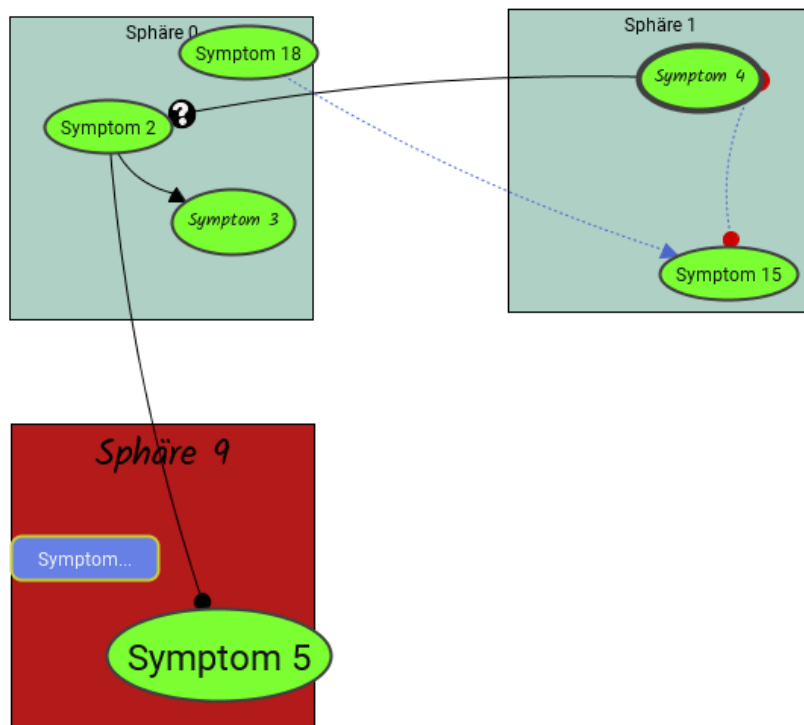 Sphäre 0
Symptom 18
Symptom 2
?
Symptom 3
Sphäre 1
Symptom 4
Symptom 15
Sphäre 9
Symptom...
Symptom 5